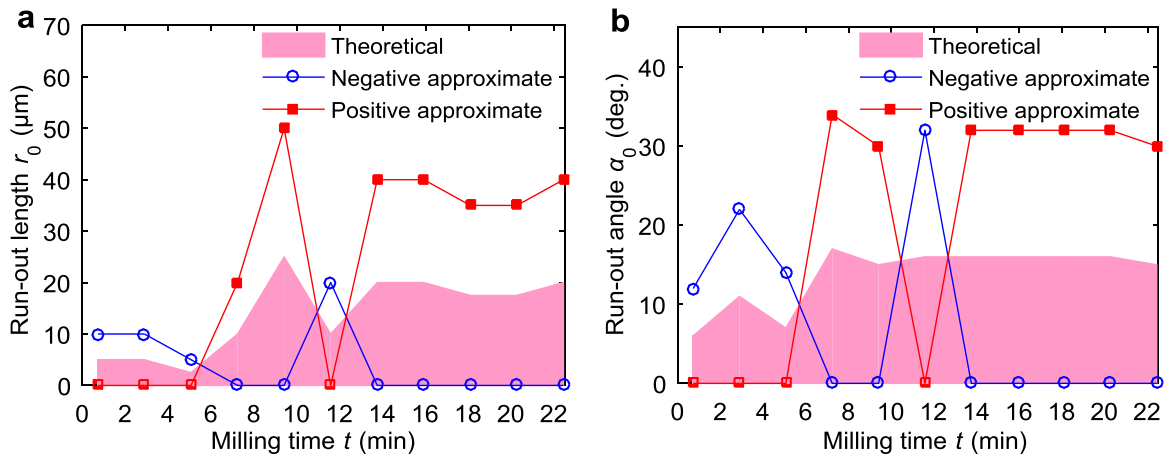 a
70
60
50
40
30
20
10
0
Run-out length r0 (μm)
Theoretical
Negative approximate
Positive approximate
0 2 4 6 8 10 12 14 16 18 20 22
Milling time t (min)
b
40
30
20
10
0
Run-out angle α0 (deg.)
Theoretical
Negative approximate
Positive approximate
0 2 4 6 8 10 12 14 16 18 20 22
Milling time t (min)